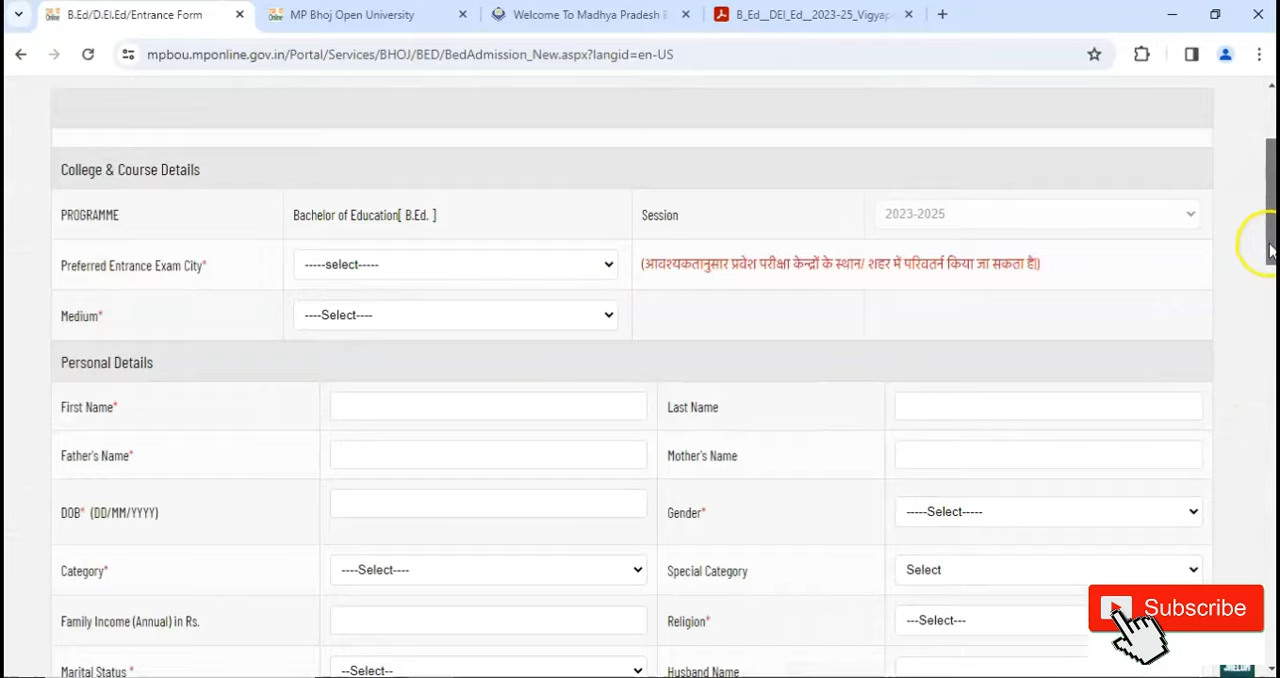 B.Ed/D.El.Ed/Entrance Form
MP Bhoj Open University
Welcome To Madhya Pradesh
B_Ed__DEl_Ed__2023-25_Vigyap
mpbou.mponline.gov.in/Portal/Services/BHOJ/BED/BedAdmission_New.aspx?langid=en-US
College & Course Details
PROGRAMME Bachelor of Education[ B.Ed. ] Session 2023-2025
Preferred Entrance Exam City* -----select----- (आवश्यकतानुसार प्रवेश परीक्षा केन्द्रों के स्थान/ शहर में परिवतर्न किया जा सकता है|)
Medium* ----Select----
Personal Details
First Name* Last Name
Father's Name* Mother's Name
DOB* (DD/MM/YYYY) Gender* -----Select-----
Category* ----Select---- Special Category Select
Family Income (Annual) in Rs. Religion* ---Select---
Subscribe
Marital Status * --Select-- Husband Name